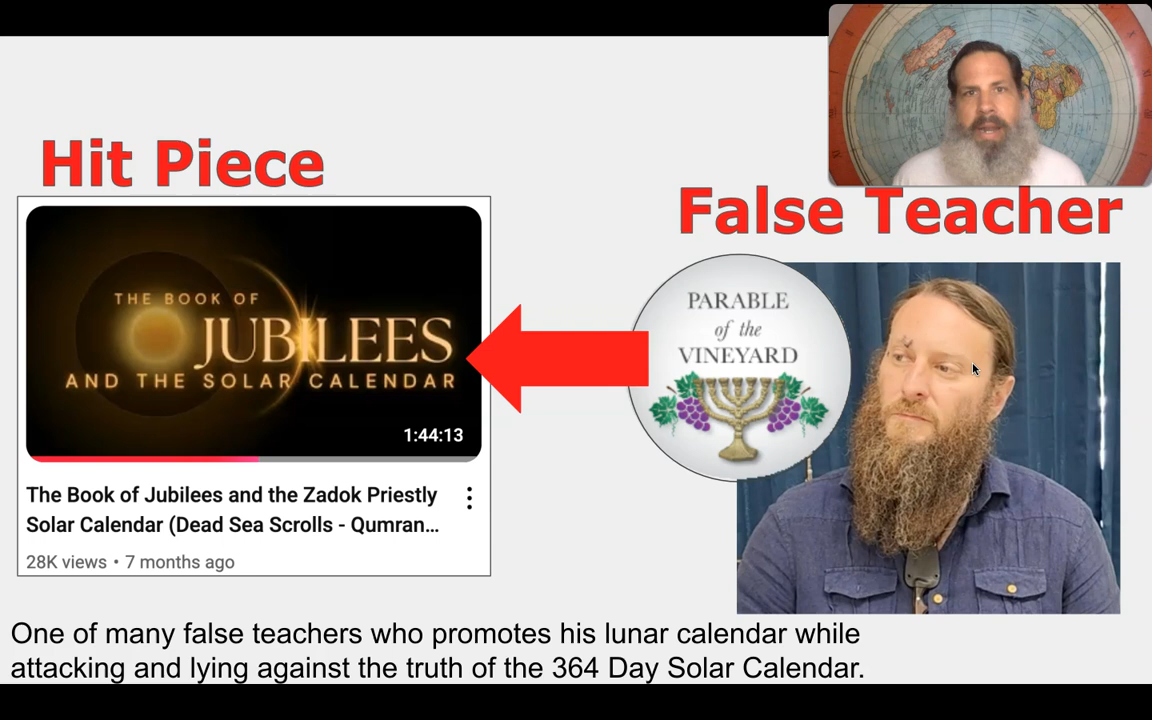 Hit Piece
THE BOOK OF
JUBILEES
AND THE SOLAR CALENDAR
1:44:13
The Book of Jubilees and the Zadok Priestly
Solar Calendar (Dead Sea Scrolls - Qumran...
28K views • 7 months ago
False Teacher
PARABLE
of the
VINEYARD
One of many false teachers who promotes his lunar calendar while
attacking and lying against the truth of the 364 Day Solar Calendar.